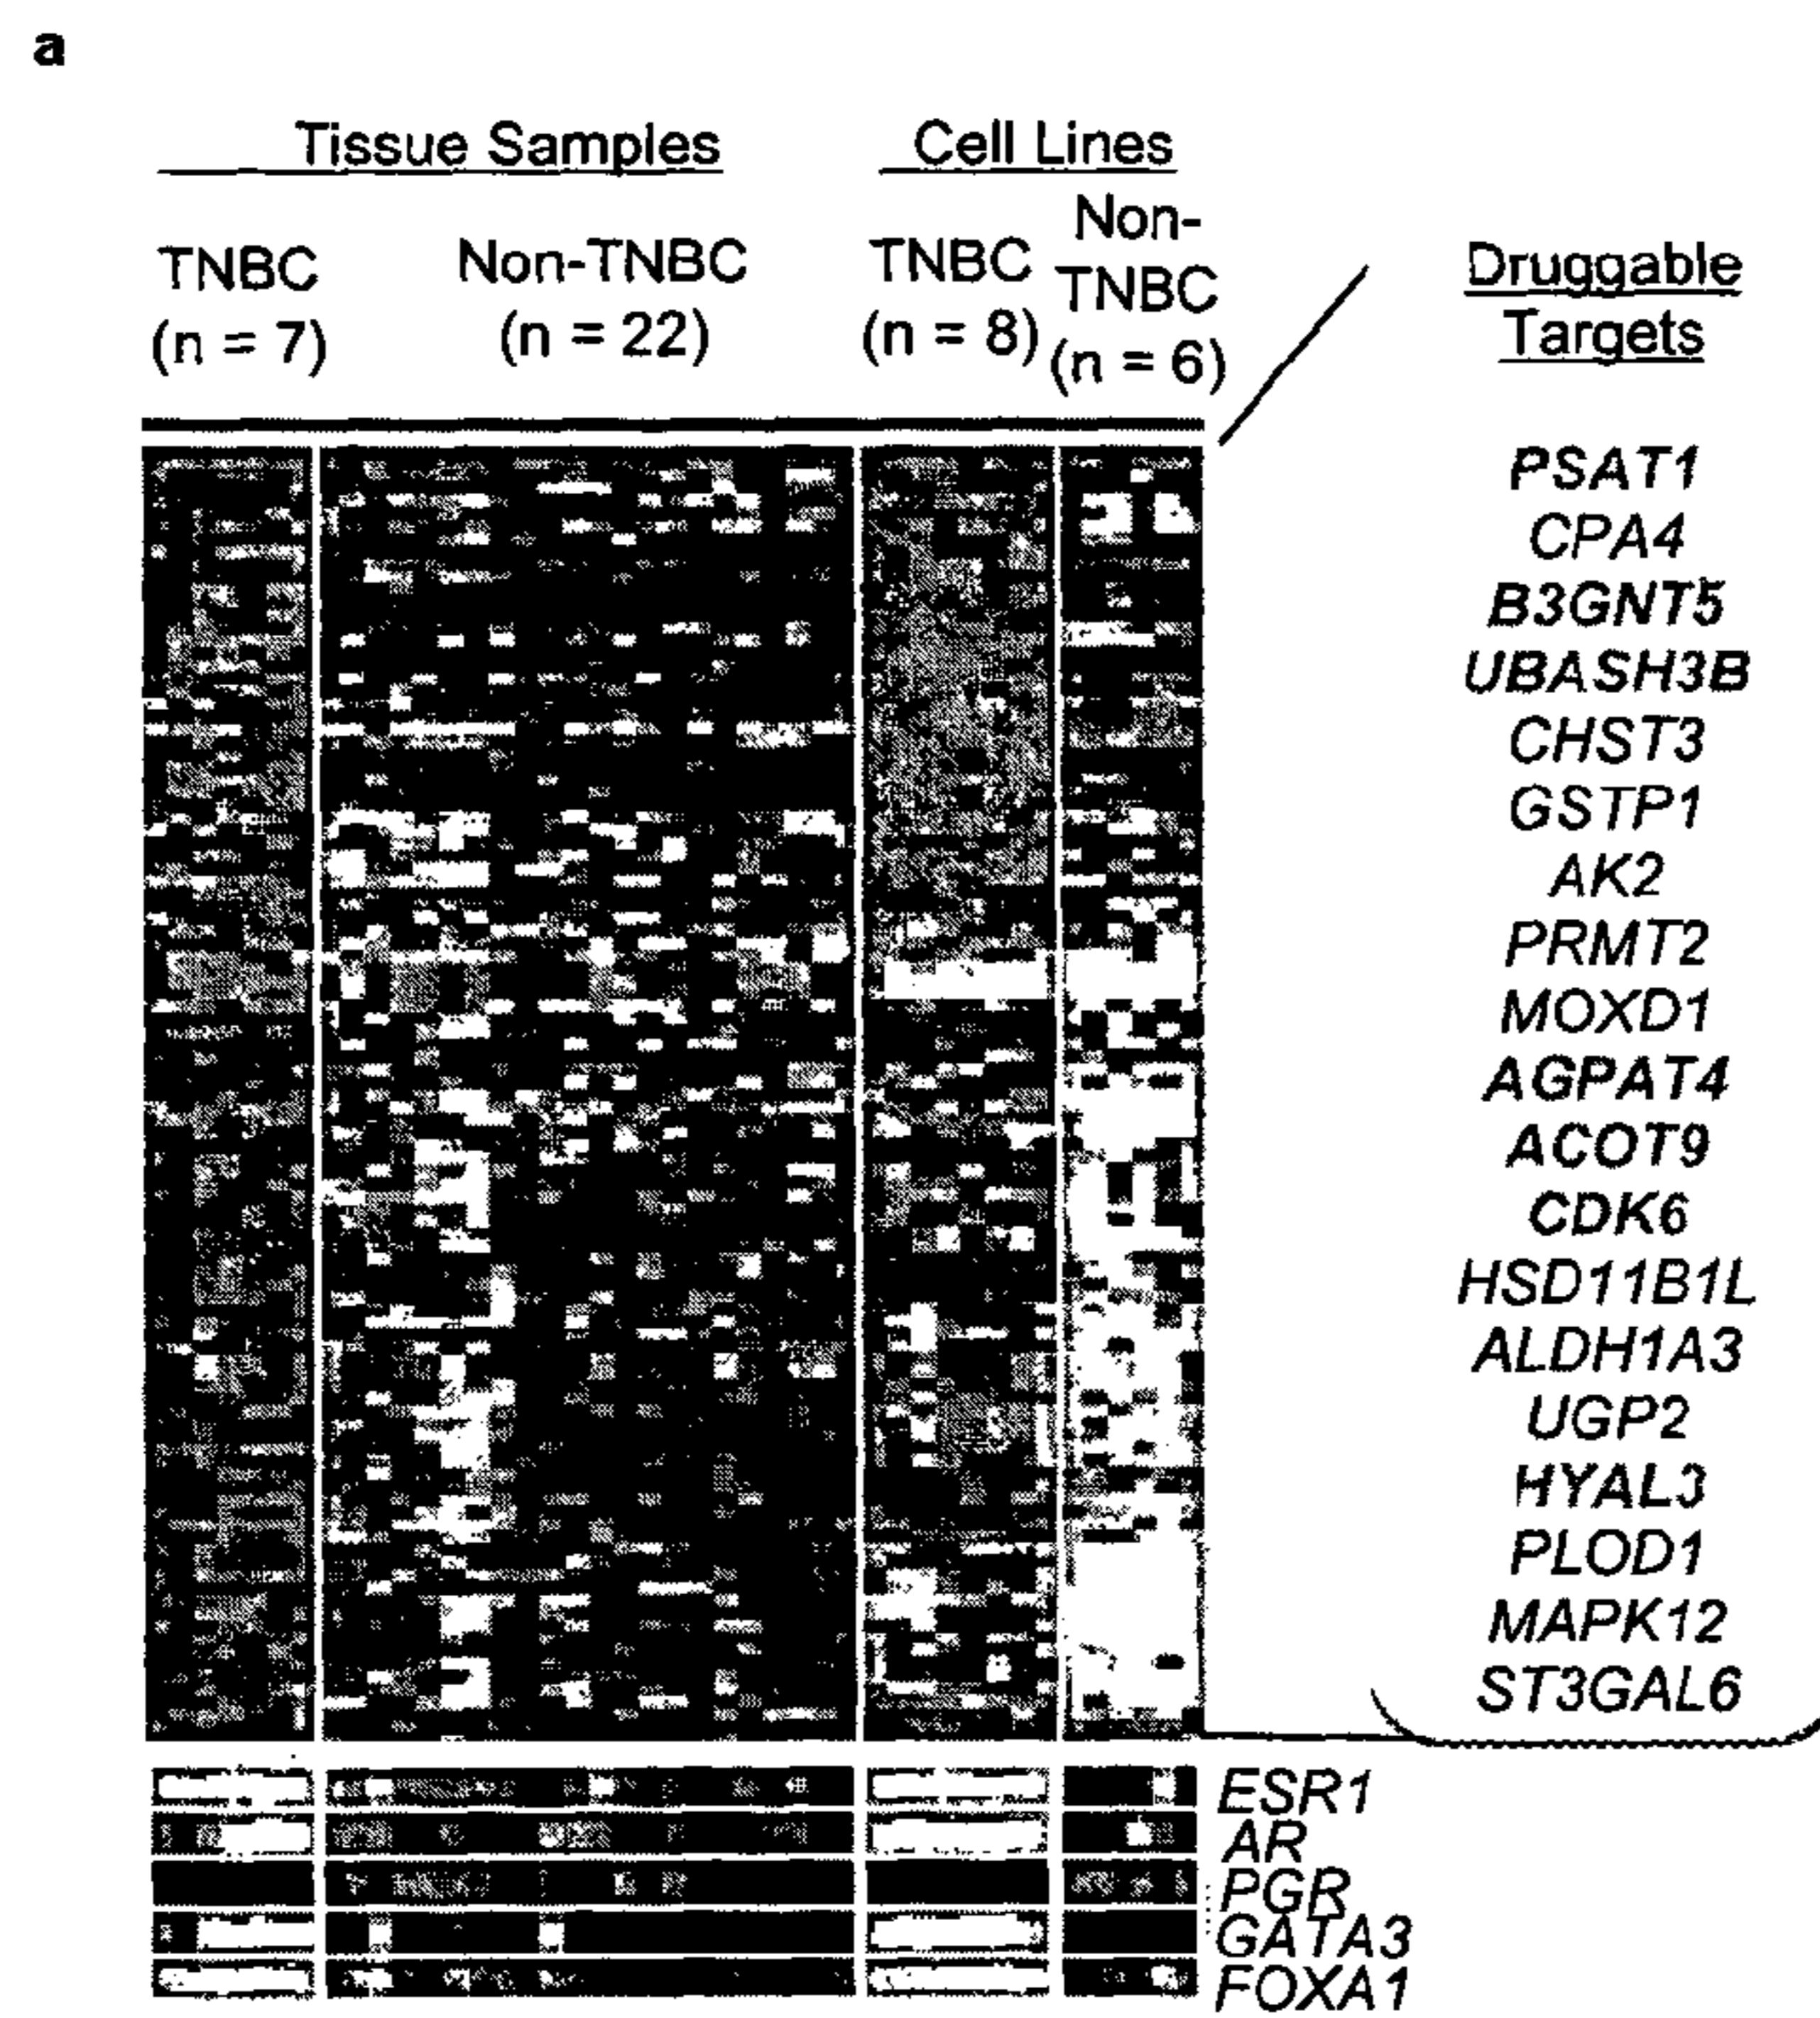 a
Tissue Samples
Cell Lines
TNBC
(n = 7)
Non-TNBC
(n = 22)
TNBC
(n = 8)
Non-
TNBC
(n = 6)
Druggable
Targets
PSAT1
CPA4
B3GNT5
UBASH3B
CHST3
GSTP1
AK2
PRMT2
MOXD1
AGPAT4
ACOT9
CDK6
HSD11B1L
ALDH1A3
UGP2
HYAL3
PLOD1
MAPK12
ST3GAL6
ESR1
AR
PGR
GATA3
FOXA1